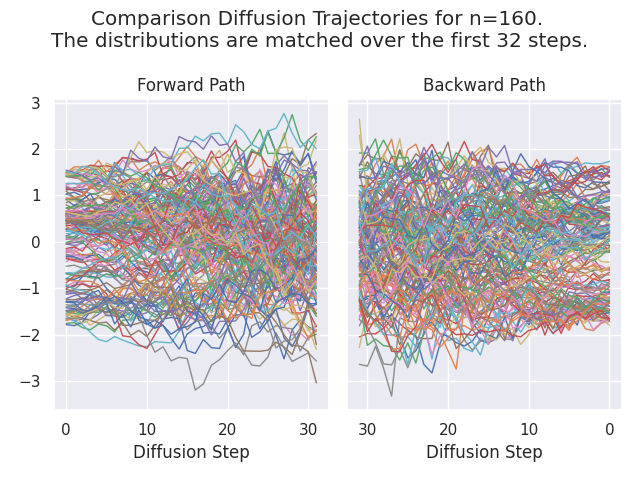 Comparison Diffusion Trajectories for n=160.
The distributions are matched over the first 32 steps.
Forward Path
Backward Path
3
2
1
0
−1
−2
−3
0
10
20
30
30
20
10
0
Diffusion Step
Diffusion Step